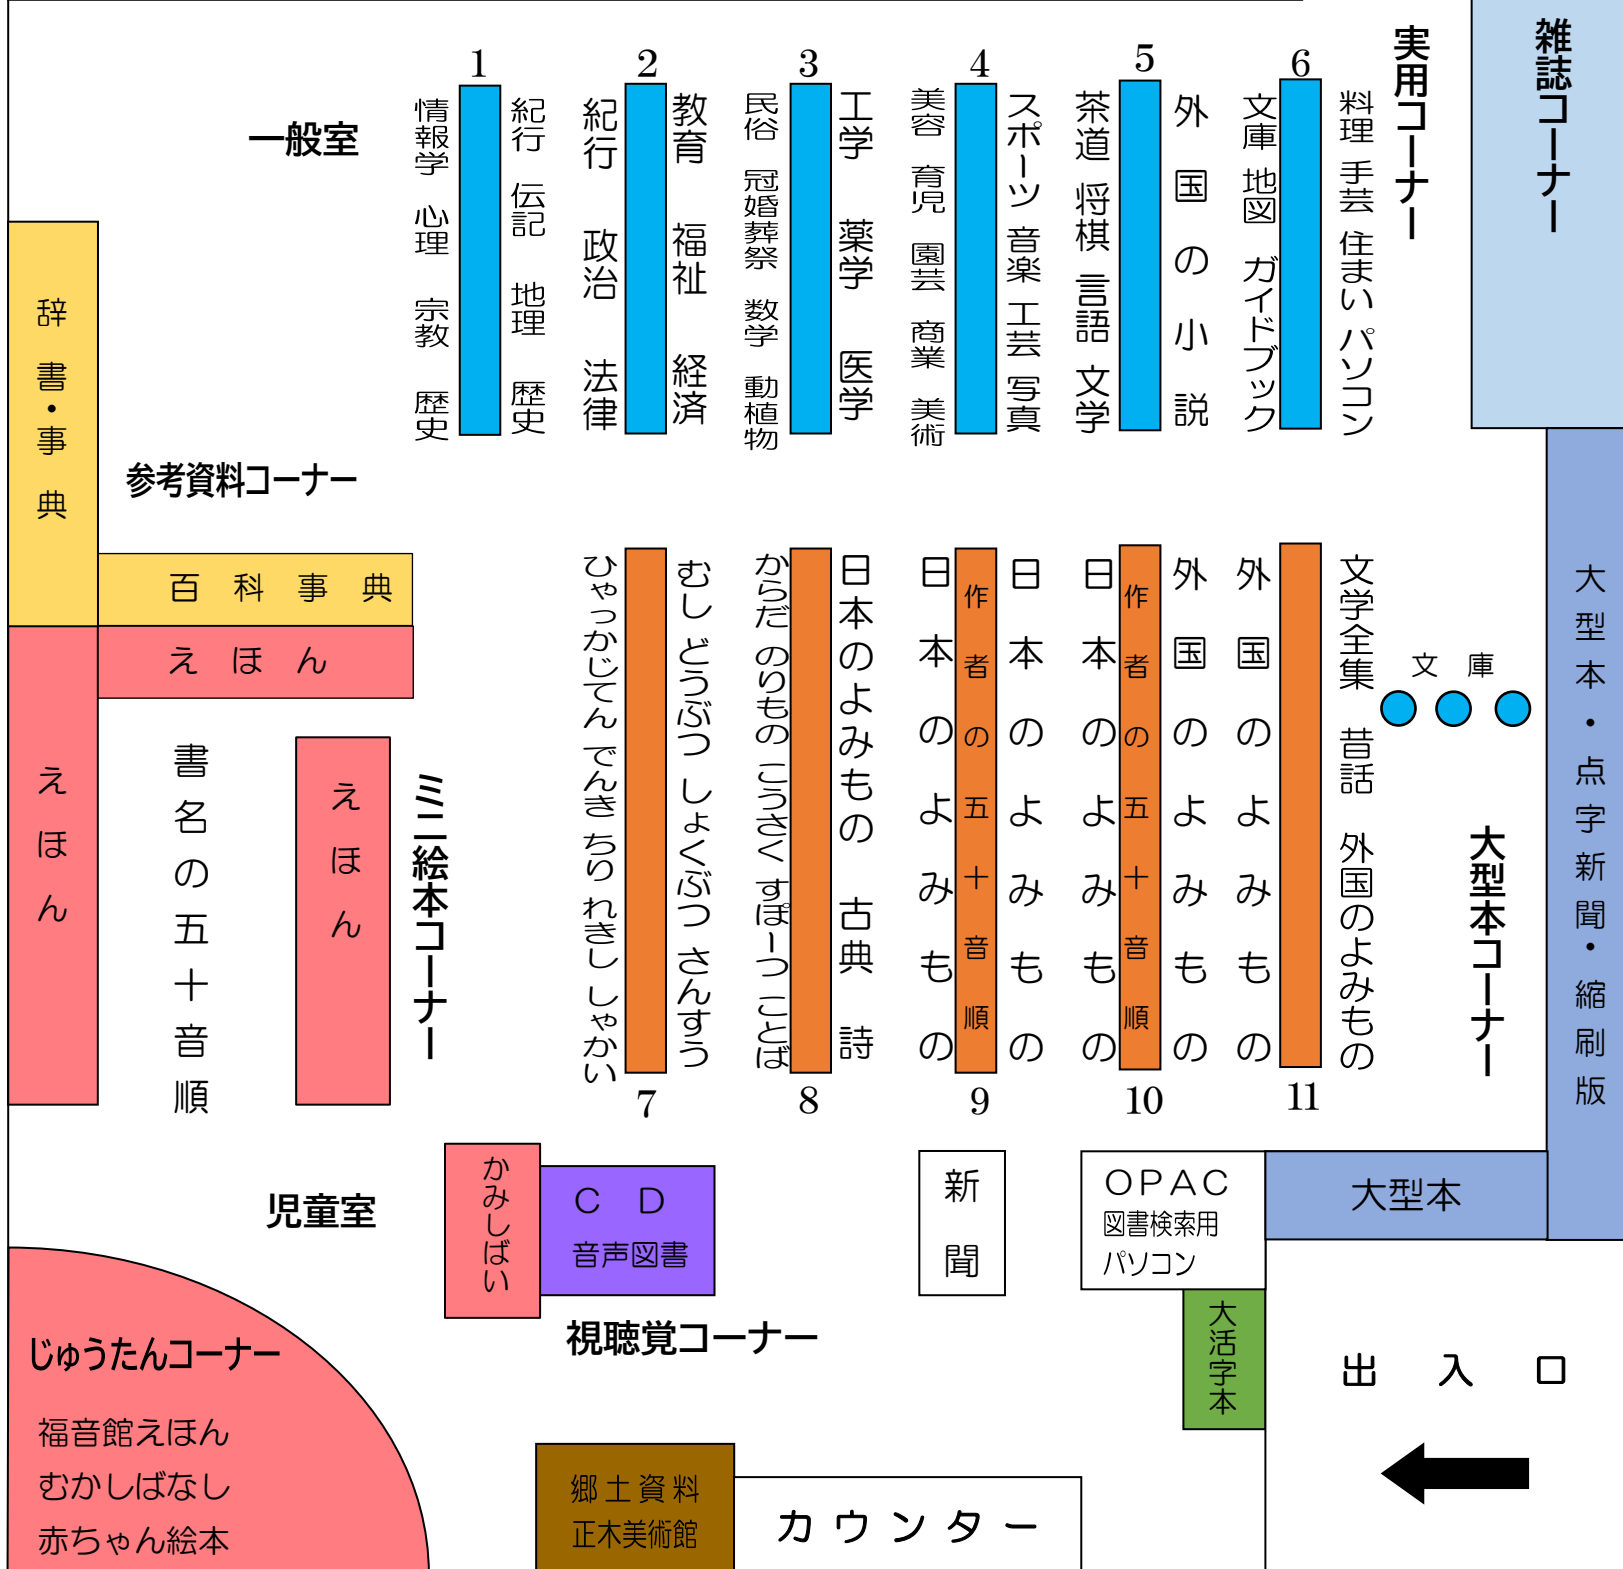 1
2
3
4
5
6
実用コーナー
雑誌コーナー
一般室
情報学 心理 宗教 歴史
紀行 伝記 地理 歴史
紀行 政治 法律
教育 福祉 経済
民俗 冠婚葬祭 数学 動植物
工学 薬学 医学
美容 育児 園芸 商業 美術
スポーツ 音楽 工芸 写真
茶道 将棋 言語 文学
外国の小説
文庫 地図 ガイドブック
料理 手芸 住まい パソコン
辞書・事典
参考資料コーナー
百科事典
えほん
えほん
書名の五十音順
えほん
ミニ絵本コーナー
ひゃっかじてん でんき ちり れきし しゃかい
むし どうぶつ しょくぶつ さんすう
からだ のりもの こうさく すぽーつ ことば
日本のよみもの 古典 詩
日本のよみもの
作者の五十音順
日本のよみもの
日本のよみもの
作者の五十音順
外国のよみもの
外国のよみもの
文学全集 昔話 外国のよみもの
文庫
大型本コーナー
大型本・点字新聞・縮刷版
7
8
9
10
11
児童室
かみしばい
CD
音声図書
視聴覚コーナー
新聞
OPAC
図書検索用
パソコン
大型本
大活字本
出入口
じゅうたんコーナー
福音館えほん
むかしばなし
赤ちゃん絵本
郷土資料
正木美術館
カウンター